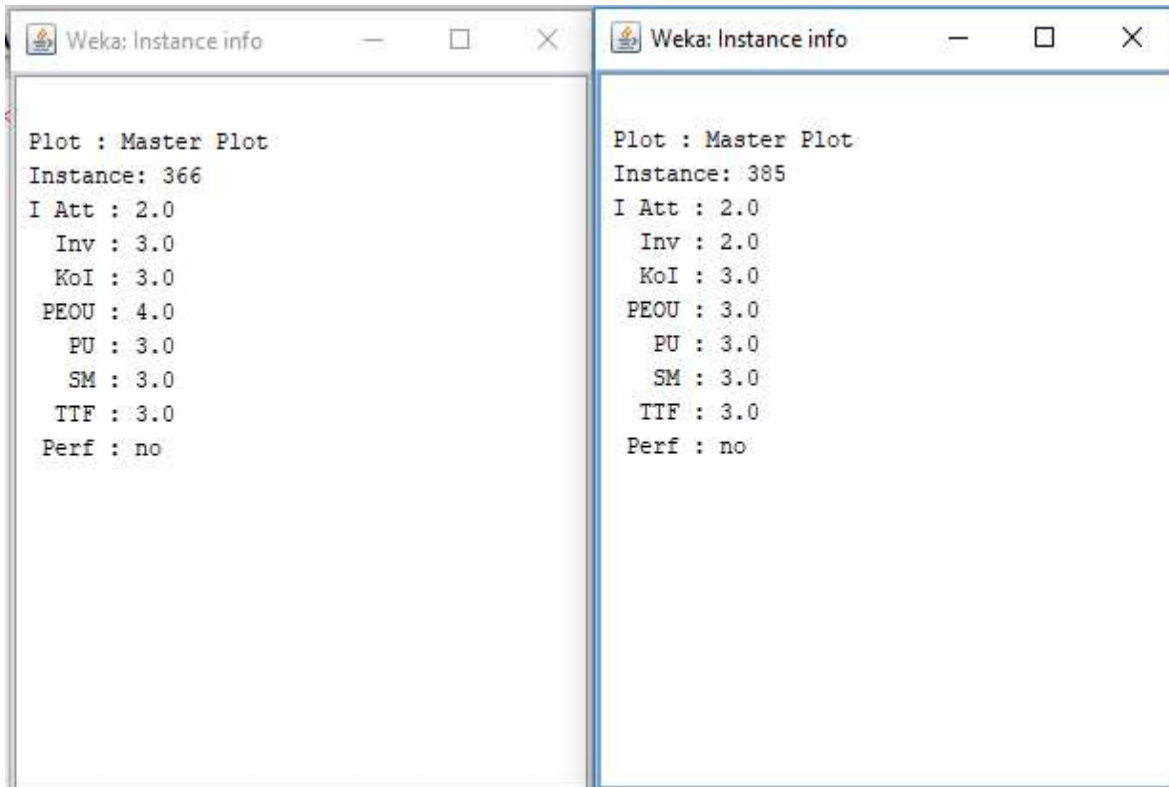 Weka: Instance info
Plot : Master Plot
Instance: 366
I Att : 2.0
Inv : 3.0
KoI : 3.0
PEOU : 4.0
PU : 3.0
SM : 3.0
TTF : 3.0
Perf : no
Weka: Instance info
Plot : Master Plot
Instance: 385
I Att : 2.0
Inv : 2.0
KoI : 3.0
PEOU : 3.0
PU : 3.0
SM : 3.0
TTF : 3.0
Perf : no